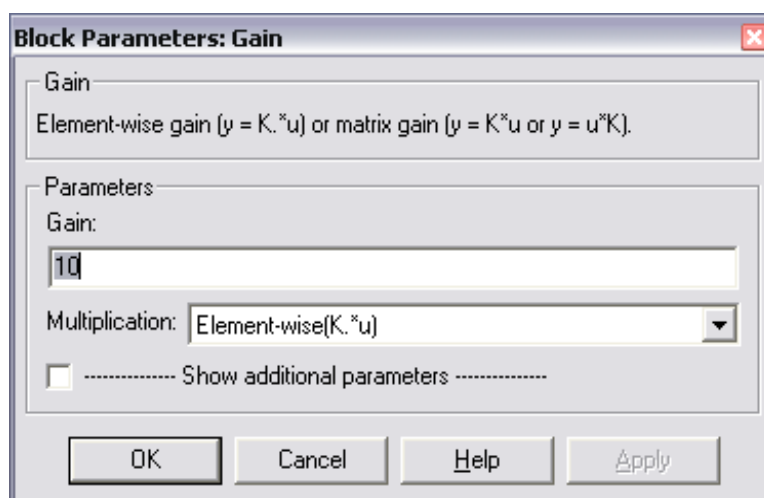 Block Parameters: Gain
Gain
Element-wise gain (y = K.*u) or matrix gain (y = K*u or y = u*K).
Parameters
Gain:
10
Multiplication: Element-wise(K.*u)
--------------- Show additional parameters ---------------
OK Cancel Help Apply